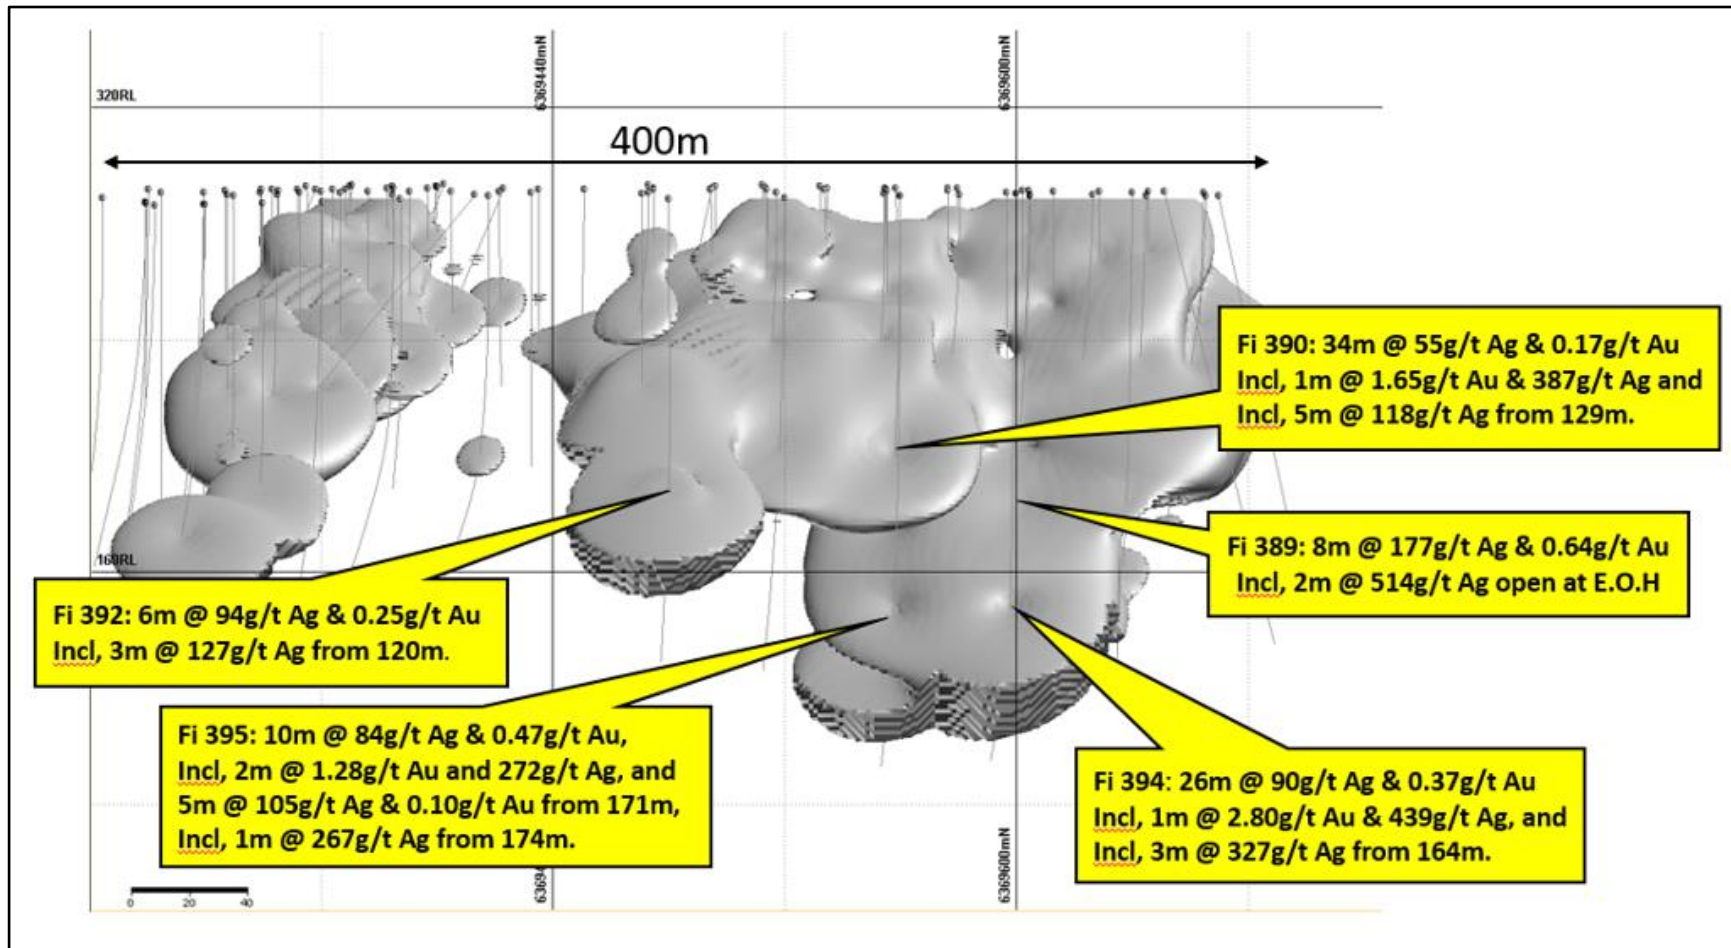 6369440mN
6369600mN
320RL
400m
Fi 390: 34m @ 55g/t Ag & 0.17g/t Au
Incl, 1m @ 1.65g/t Au & 387g/t Ag and
Incl, 5m @ 118g/t Ag from 129m.
Fi 389: 8m @ 177g/t Ag & 0.64g/t Au
Incl, 2m @ 514g/t Ag open at E.O.H
160RL
Fi 392: 6m @ 94g/t Ag & 0.25g/t Au
Incl, 3m @ 127g/t Ag from 120m.
Fi 395: 10m @ 84g/t Ag & 0.47g/t Au,
Incl, 2m @ 1.28g/t Au and 272g/t Ag, and
5m @ 105g/t Ag & 0.10g/t Au from 171m,
Incl, 1m @ 267g/t Ag from 174m.
Fi 394: 26m @ 90g/t Ag & 0.37g/t Au
Incl, 1m @ 2.80g/t Au & 439g/t Ag, and
Incl, 3m @ 327g/t Ag from 164m.
6369600mN
0 20 40